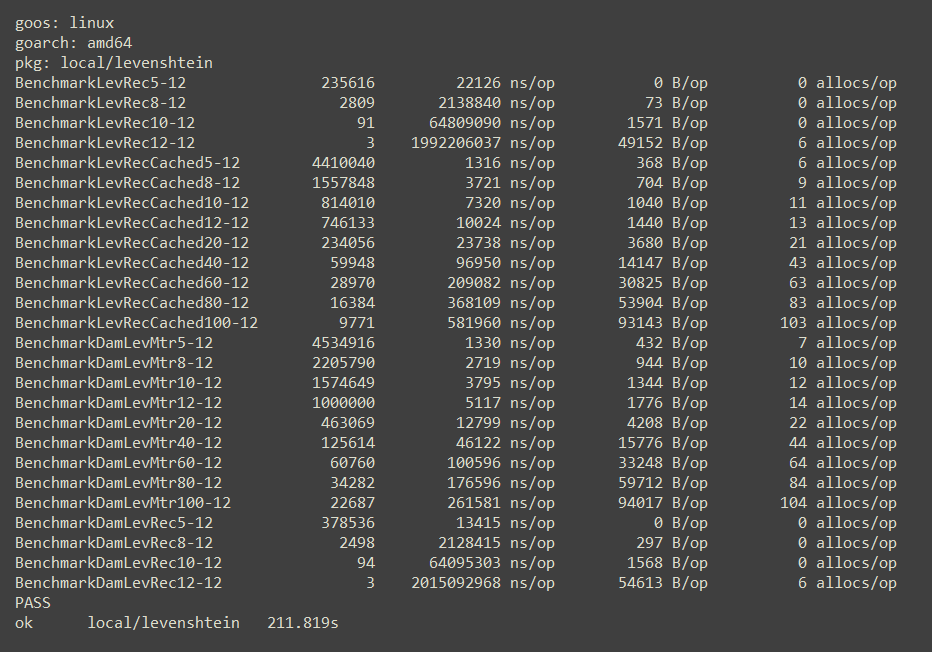 goos: linux
goarch: amd64
pkg: local/levenshtein
BenchmarkLevRec5-12 235616 22126 ns/op 0 B/op 0 allocs/op
BenchmarkLevRec8-12 2809 2138840 ns/op 73 B/op 0 allocs/op
BenchmarkLevRec10-12 91 64809090 ns/op 1571 B/op 0 allocs/op
BenchmarkLevRec12-12 3 1992206037 ns/op 49152 B/op 6 allocs/op
BenchmarkLevRecCached5-12 4410040 1316 ns/op 368 B/op 6 allocs/op
BenchmarkLevRecCached8-12 1557848 3721 ns/op 704 B/op 9 allocs/op
BenchmarkLevRecCached10-12 814010 7320 ns/op 1040 B/op 11 allocs/op
BenchmarkLevRecCached12-12 746133 10024 ns/op 1440 B/op 13 allocs/op
BenchmarkLevRecCached20-12 234056 23738 ns/op 3680 B/op 21 allocs/op
BenchmarkLevRecCached40-12 59948 96950 ns/op 14147 B/op 43 allocs/op
BenchmarkLevRecCached60-12 28970 209082 ns/op 30825 B/op 63 allocs/op
BenchmarkLevRecCached80-12 16384 368109 ns/op 53904 B/op 83 allocs/op
BenchmarkLevRecCached100-12 9771 581960 ns/op 93143 B/op 103 allocs/op
BenchmarkDamLevMtr5-12 4534916 1330 ns/op 432 B/op 7 allocs/op
BenchmarkDamLevMtr8-12 2205790 2719 ns/op 944 B/op 10 allocs/op
BenchmarkDamLevMtr10-12 1574649 3795 ns/op 1344 B/op 12 allocs/op
BenchmarkDamLevMtr12-12 1000000 5117 ns/op 1776 B/op 14 allocs/op
BenchmarkDamLevMtr20-12 463069 12799 ns/op 4208 B/op 22 allocs/op
BenchmarkDamLevMtr40-12 125614 46122 ns/op 15776 B/op 44 allocs/op
BenchmarkDamLevMtr60-12 60760 100596 ns/op 33248 B/op 64 allocs/op
BenchmarkDamLevMtr80-12 34282 176596 ns/op 59712 B/op 84 allocs/op
BenchmarkDamLevMtr100-12 22687 261581 ns/op 94017 B/op 104 allocs/op
BenchmarkDamLevRec5-12 378536 13415 ns/op 0 B/op 0 allocs/op
BenchmarkDamLevRec8-12 2498 2128415 ns/op 297 B/op 0 allocs/op
BenchmarkDamLevRec10-12 94 64095303 ns/op 1568 B/op 0 allocs/op
BenchmarkDamLevRec12-12 3 2015092968 ns/op 54613 B/op 6 allocs/op
PASS
ok local/levenshtein 211.819s